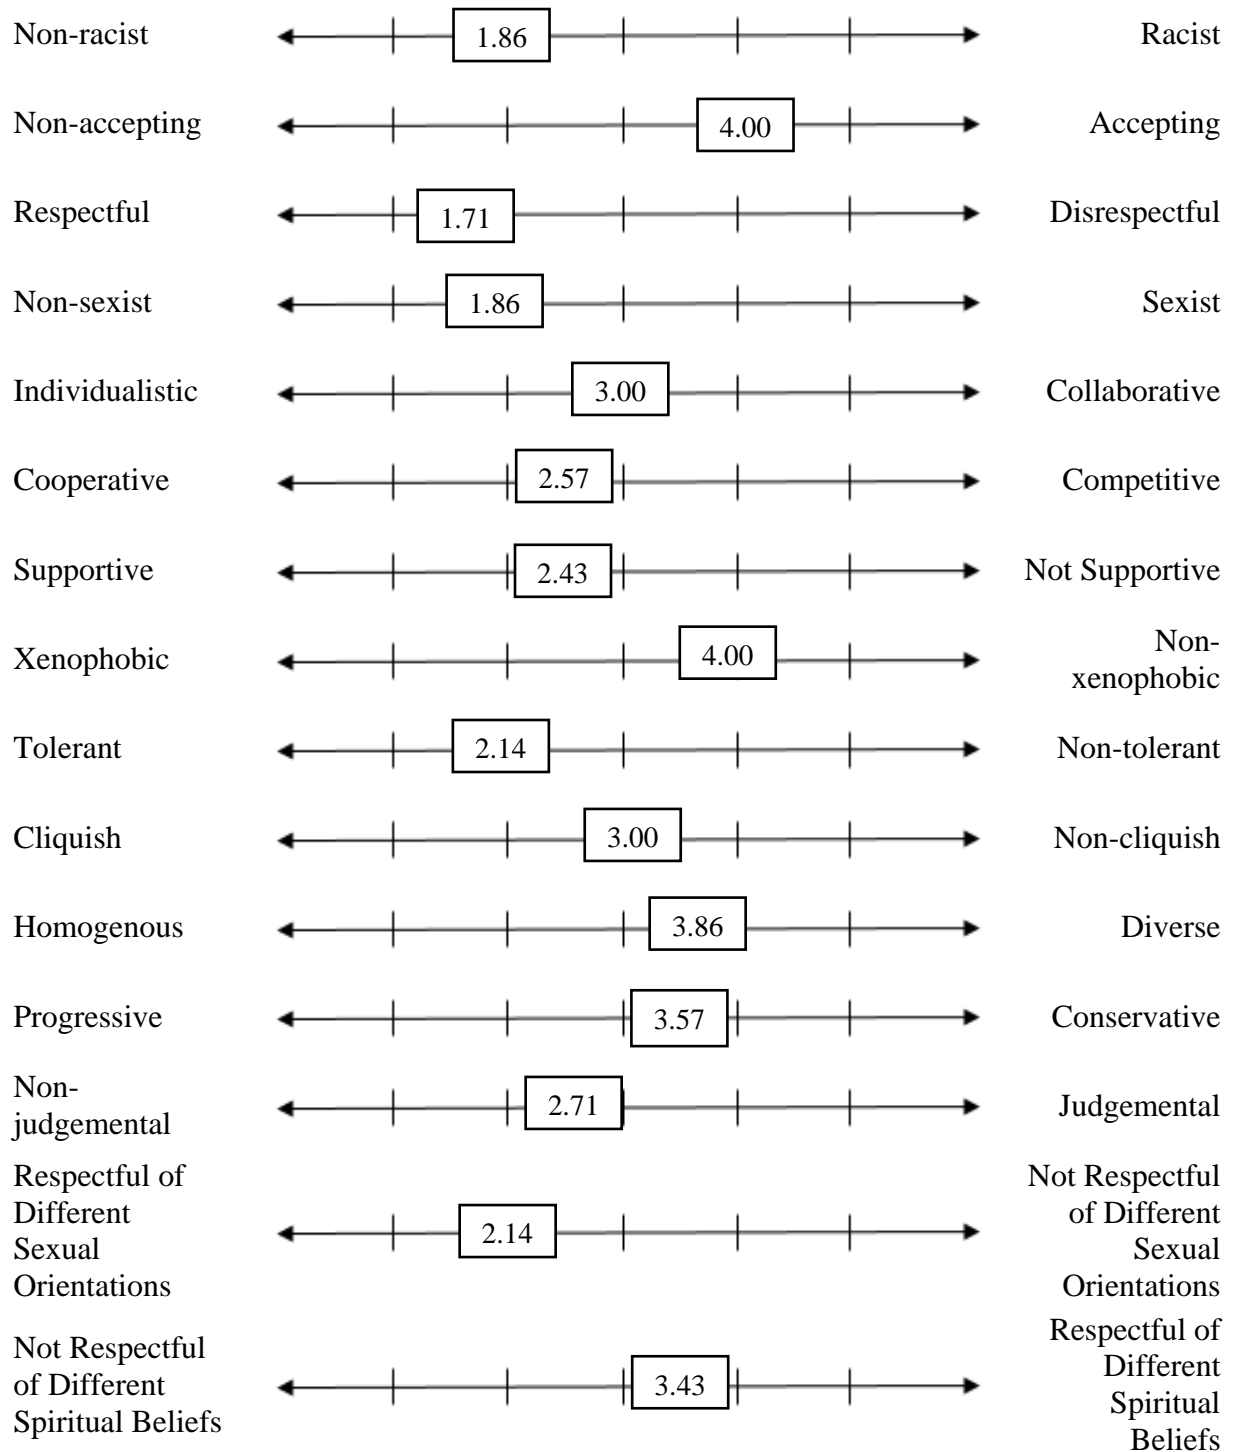 Non-racist 1.86 Racist
Non-accepting 4.00 Accepting
Respectful 1.71 Disrespectful
Non-sexist 1.86 Sexist
Individualistic 3.00 Collaborative
Cooperative 2.57 Competitive
Supportive 2.43 Not Supportive
Xenophobic 4.00 Non-
xenophobic
Tolerant 2.14 Non-tolerant
Cliquish 3.00 Non-cliquish
Homogenous 3.86 Diverse
Progressive 3.57 Conservative
Non-
judgemental 2.71 Judgemental
Respectful of
Different
Sexual
Orientations
2.14
Not Respectful
of Different
Sexual
Orientations
Not Respectful
of Different
Spiritual Beliefs
3.43
Respectful of
Different
Spiritual
Beliefs